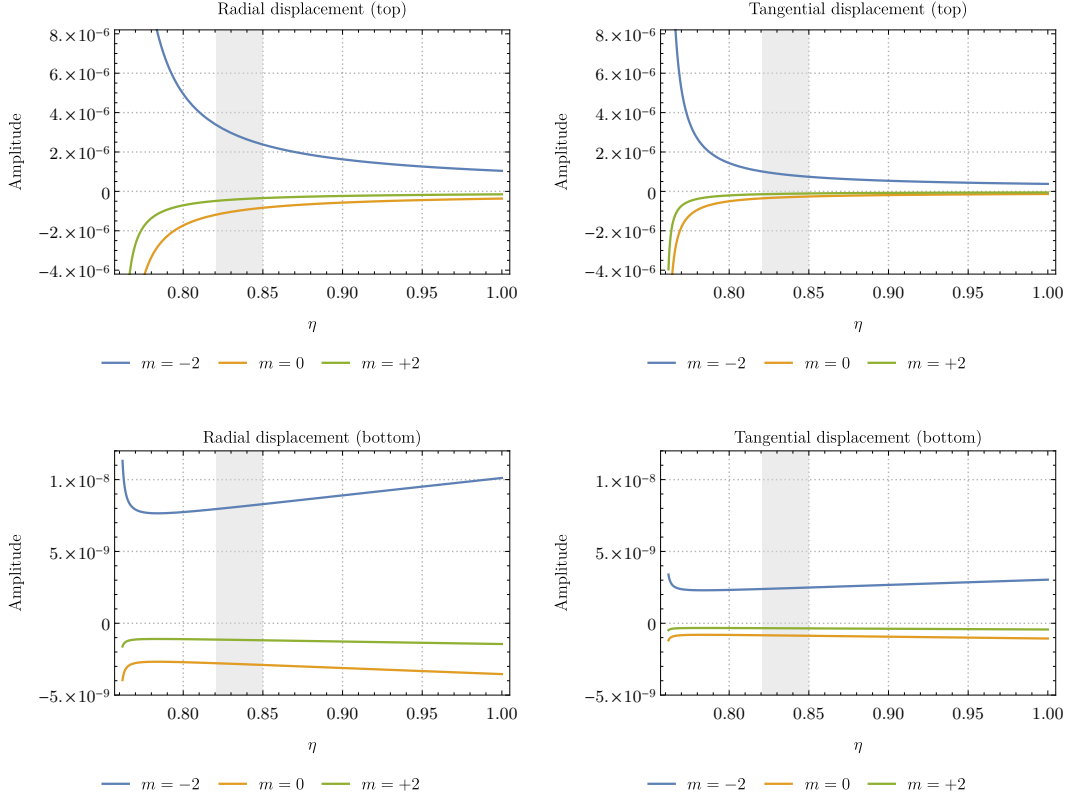 Radial displacement (top)
Amplitude
8.×10⁻⁶
6.×10⁻⁶
4.×10⁻⁶
2.×10⁻⁶
0
−2.×10⁻⁶
−4.×10⁻⁶
0.80 0.85 0.90 0.95 1.00
η
m = −2 m = 0 m = +2
Tangential displacement (top)
Amplitude
8.×10⁻⁶
6.×10⁻⁶
4.×10⁻⁶
2.×10⁻⁶
0
−2.×10⁻⁶
−4.×10⁻⁶
0.80 0.85 0.90 0.95 1.00
η
m = −2 m = 0 m = +2
Radial displacement (bottom)
Amplitude
1.×10⁻⁸
5.×10⁻⁹
0
−5.×10⁻⁹
0.80 0.85 0.90 0.95 1.00
η
m = −2 m = 0 m = +2
Tangential displacement (bottom)
Amplitude
1.×10⁻⁸
5.×10⁻⁹
0
−5.×10⁻⁹
0.80 0.85 0.90 0.95 1.00
η
m = −2 m = 0 m = +2